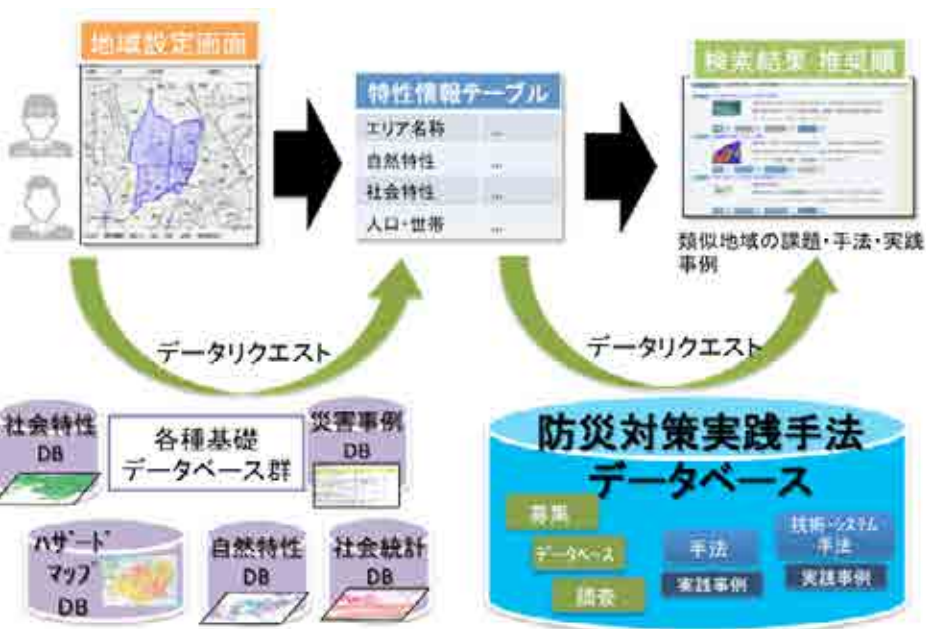 地域設定画面
特性情報テーブル
エリア名称 ...
自然特性 ...
社会特性 ...
人口・世帯 ...
検索結果・推奨順
類似地域の課題・手法・実践
事例
データリクエスト
データリクエスト
社会特性
DB
各種基礎
データベース群
災害事例
DB
ハザード
マップ
DB
自然特性
DB
社会統計
DB
防災対策実践手法
データベース
募集
データベース
調査
手法
実践事例
技術・システム
手法
実践事例